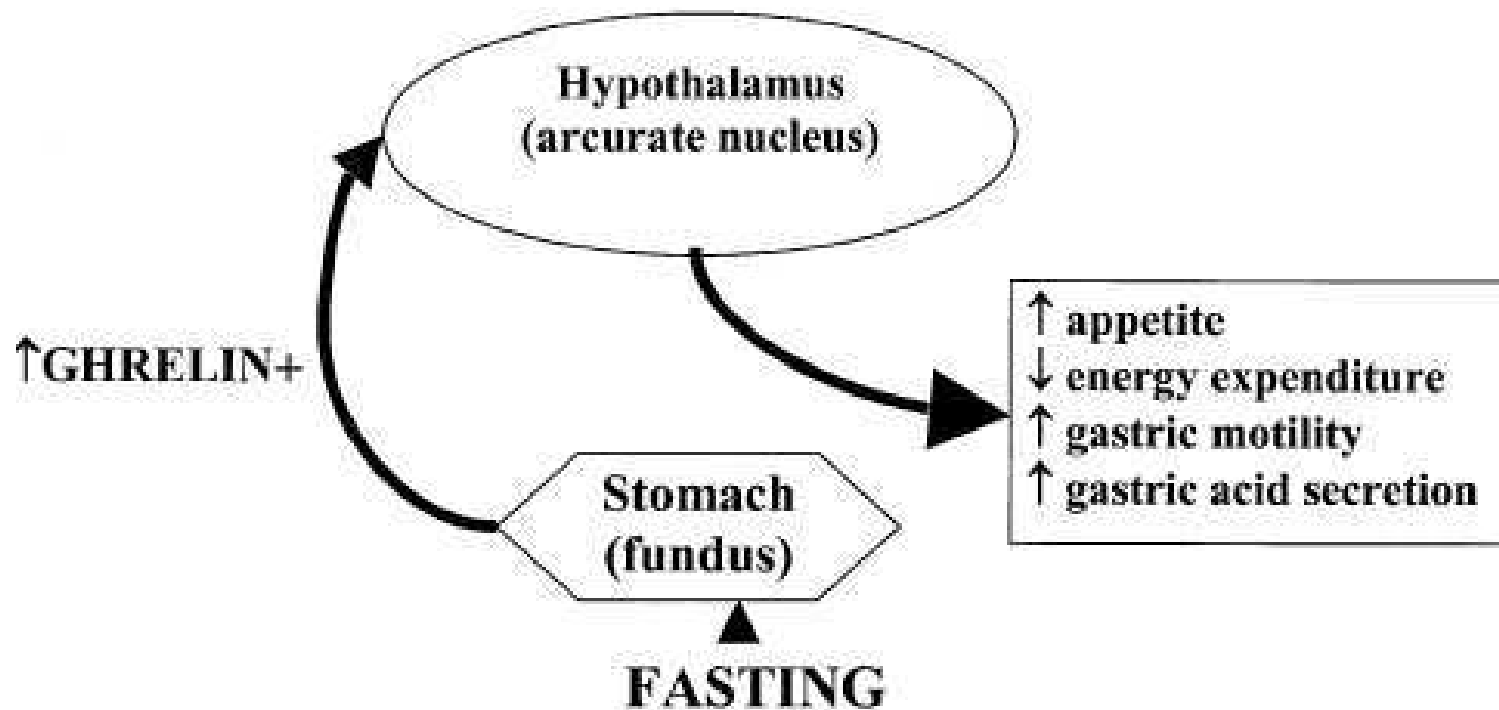 Hypothalamus
(arcurate nucleus)
↑GHRELIN+
↑ appetite
↓ energy expenditure
↑ gastric motility
↑ gastric acid secretion
Stomach
(fundus)
FASTING